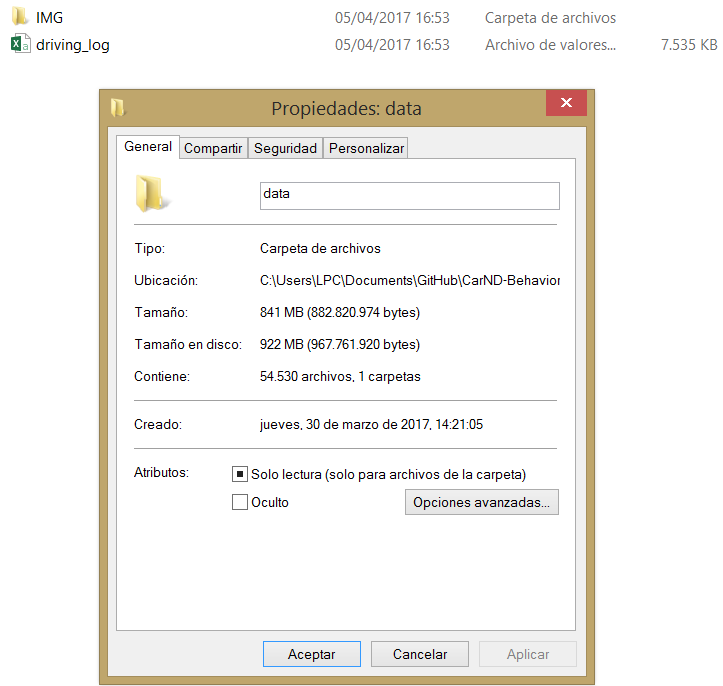 IMG 05/04/2017 16:53 Carpeta de archivos
driving_log 05/04/2017 16:53 Archivo de valores... 7.535 KB
Propiedades: data
General Compartir Seguridad Personalizar
data
Tipo: Carpeta de archivos
Ubicación: C:\Users\LPC\Documents\GitHub\CarND-Behavior
Tamaño: 841 MB (882.820.974 bytes)
Tamaño en disco: 922 MB (967.761.920 bytes)
Contiene: 54.530 archivos, 1 carpetas
Creado: jueves, 30 de marzo de 2017, 14:21:05
Atributos: Solo lectura (solo para archivos de la carpeta)
Oculto Opciones avanzadas...
Aceptar Cancelar Aplicar